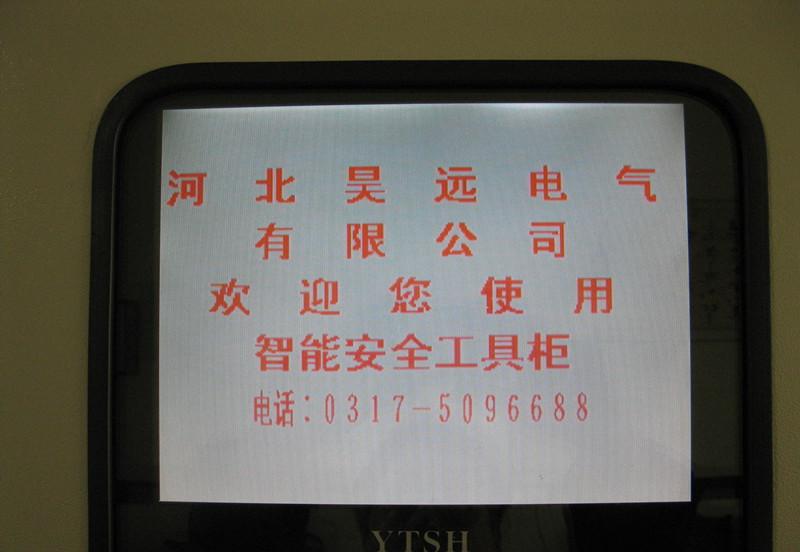 河北昊远电气
有限公司
欢迎您使用
智能安全工具柜
电话:0317-5096688
YTSH